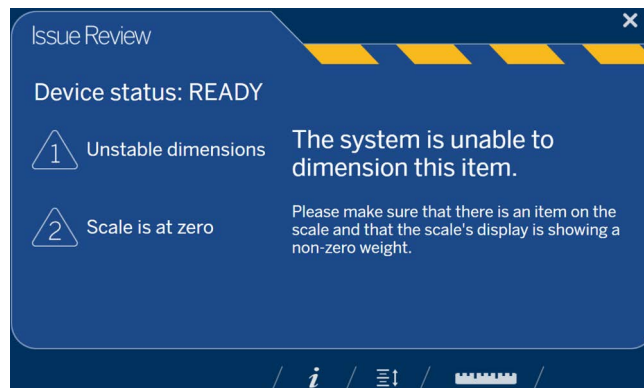 Issue Review
Device status: READY
1 Unstable dimensions
2 Scale is at zero
The system is unable to
dimension this item.
Please make sure that there is an item on the
scale and that the scale's display is showing a
non-zero weight.
i